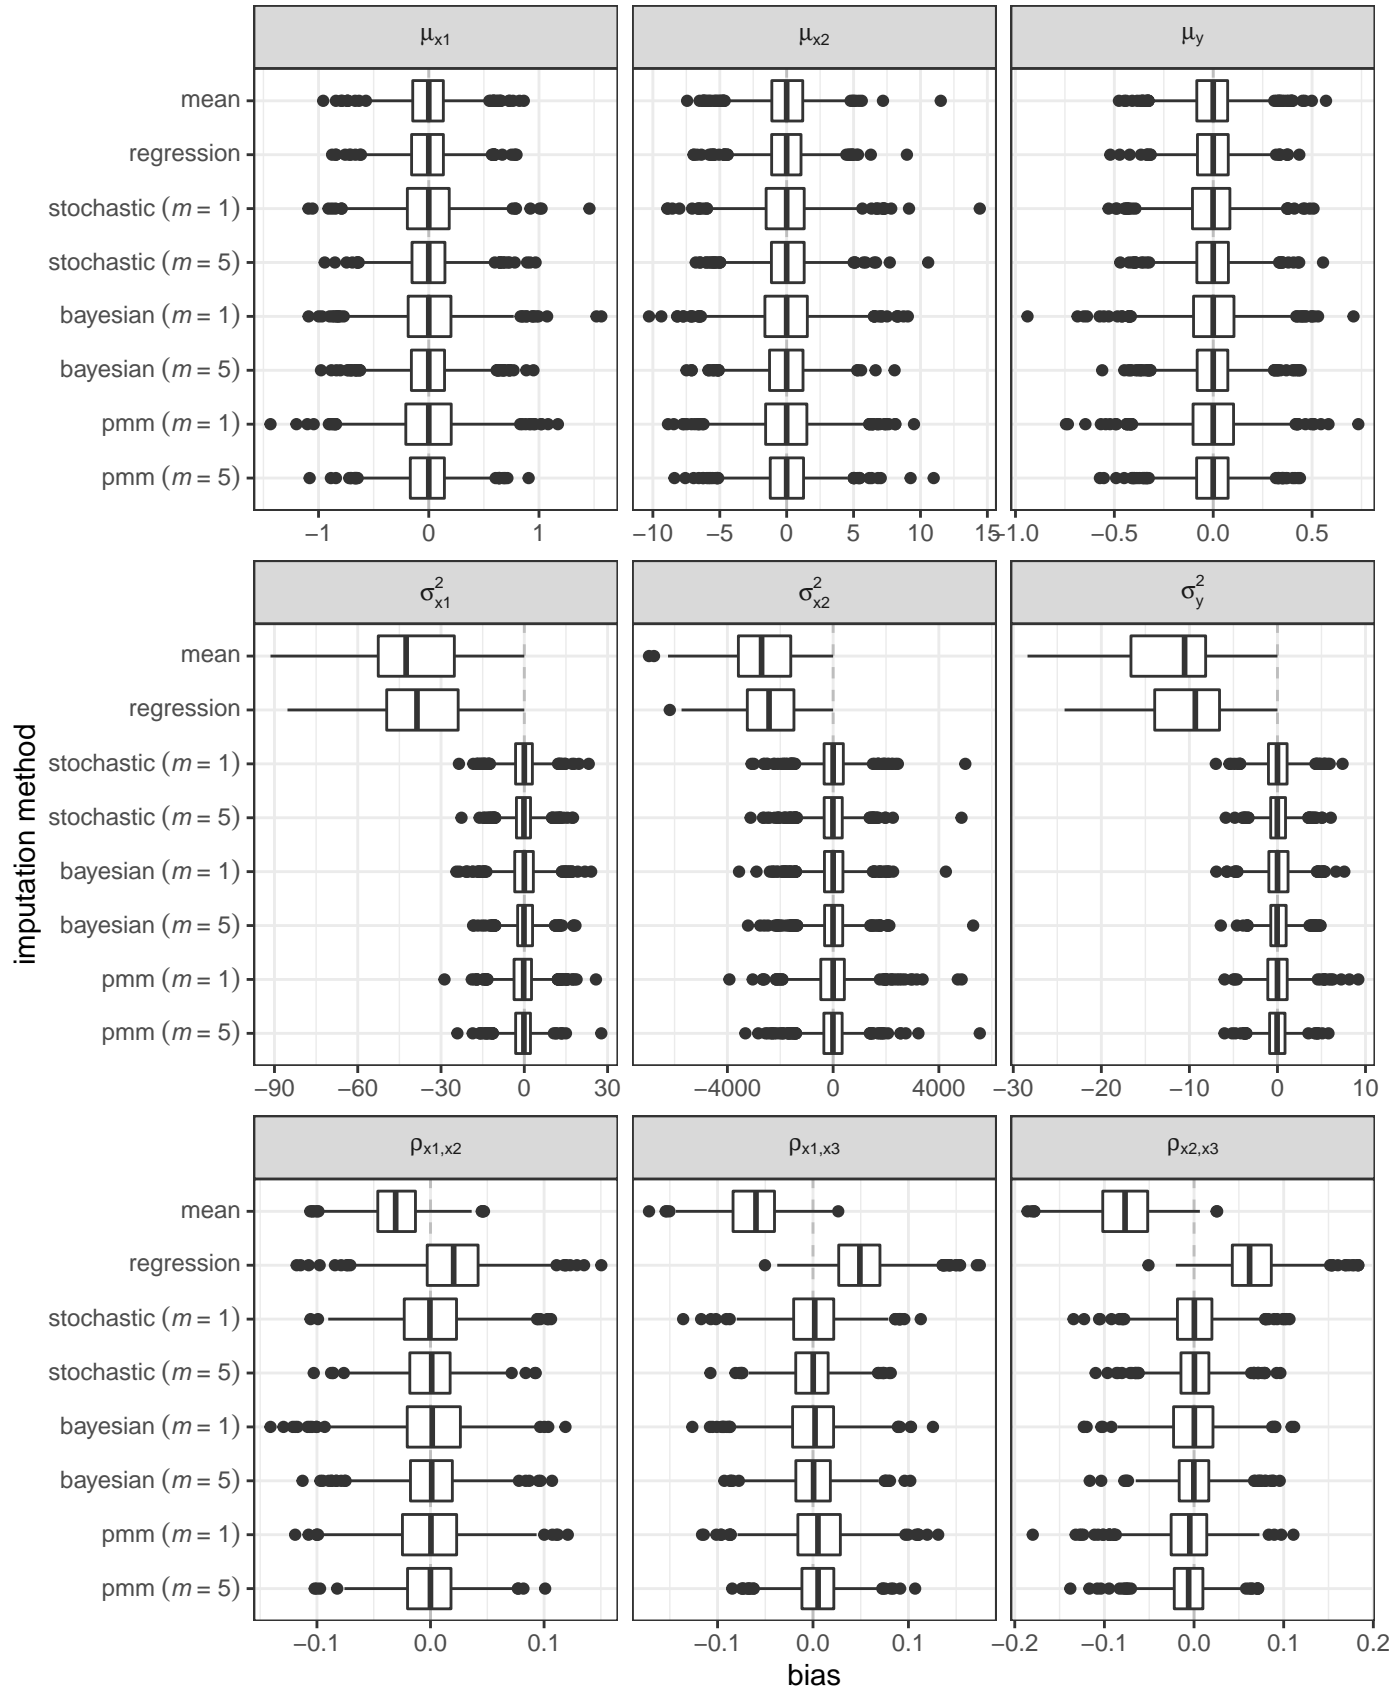 μx1 μx2 μy
mean
regression
stochastic (m = 1)
stochastic (m = 5)
bayesian (m = 1)
bayesian (m = 5)
pmm (m = 1)
pmm (m = 5)
−1 0 1 −10 −5 0 5 10 15 −1.0 −0.5 0.0 0.5
σ²x1 σ²x2 σ²y
mean
regression
stochastic (m = 1)
stochastic (m = 5)
bayesian (m = 1)
bayesian (m = 5)
pmm (m = 1)
pmm (m = 5)
−90 −60 −30 0 30 −4000 0 4000 −30 −20 −10 0 10
imputation method
ρx1,x2 ρx1,x3 ρx2,x3
mean
regression
stochastic (m = 1)
stochastic (m = 5)
bayesian (m = 1)
bayesian (m = 5)
pmm (m = 1)
pmm (m = 5)
−0.1 0.0 0.1 −0.1 0.0 0.1 −0.2 −0.1 0.0 0.1 0.2
bias